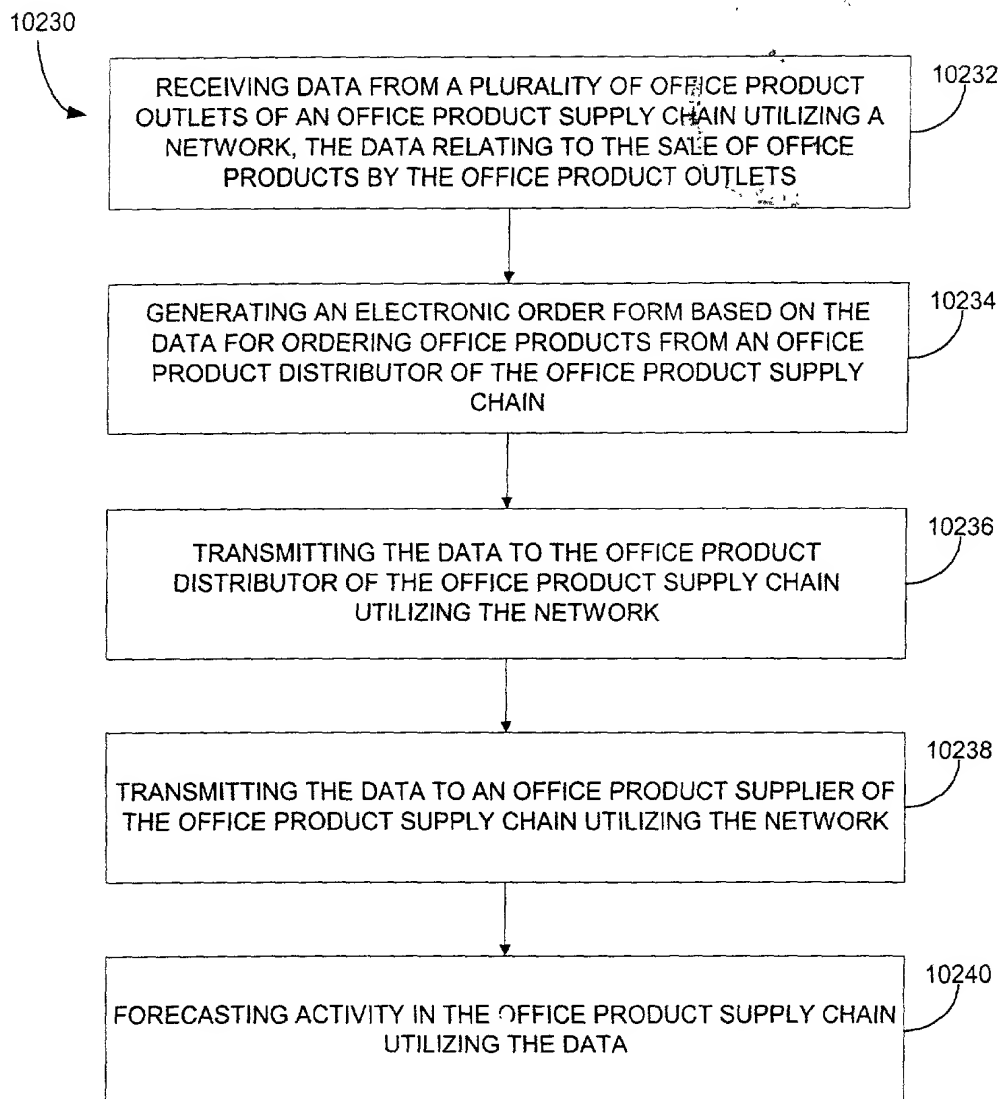 10230
RECEIVING DATA FROM A PLURALITY OF OFFICE PRODUCT
OUTLETS OF AN OFFICE PRODUCT SUPPLY CHAIN UTILIZING A
NETWORK, THE DATA RELATING TO THE SALE OF OFFICE
PRODUCTS BY THE OFFICE PRODUCT OUTLETS
10232
GENERATING AN ELECTRONIC ORDER FORM BASED ON THE
DATA FOR ORDERING OFFICE PRODUCTS FROM AN OFFICE
PRODUCT DISTRIBUTOR OF THE OFFICE PRODUCT SUPPLY
CHAIN
10234
TRANSMITTING THE DATA TO THE OFFICE PRODUCT
DISTRIBUTOR OF THE OFFICE PRODUCT SUPPLY CHAIN
UTILIZING THE NETWORK
10236
TRANSMITTING THE DATA TO AN OFFICE PRODUCT SUPPLIER OF
THE OFFICE PRODUCT SUPPLY CHAIN UTILIZING THE NETWORK
10238
FORECASTING ACTIVITY IN THE OFFICE PRODUCT SUPPLY CHAIN
UTILIZING THE DATA
10240